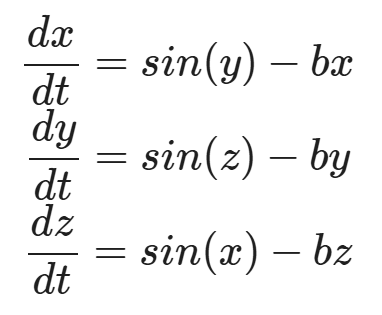 dx/dt = sin(y) − bx
dy/dt = sin(z) − by
dz/dt = sin(x) − bz